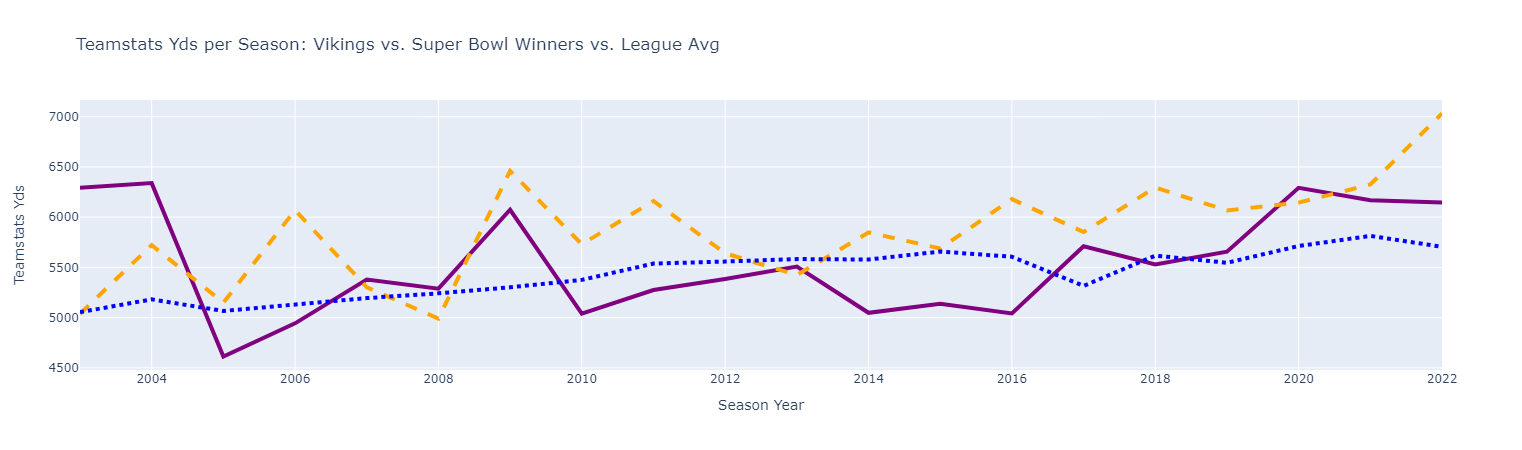 Teamstats Yds per Season: Vikings vs. Super Bowl Winners vs. League Avg
Teamstats Yds
7000
6500
6000
5500
5000
4500
2004 2006 2008 2010 2012 2014 2016 2018 2020 2022
Season Year